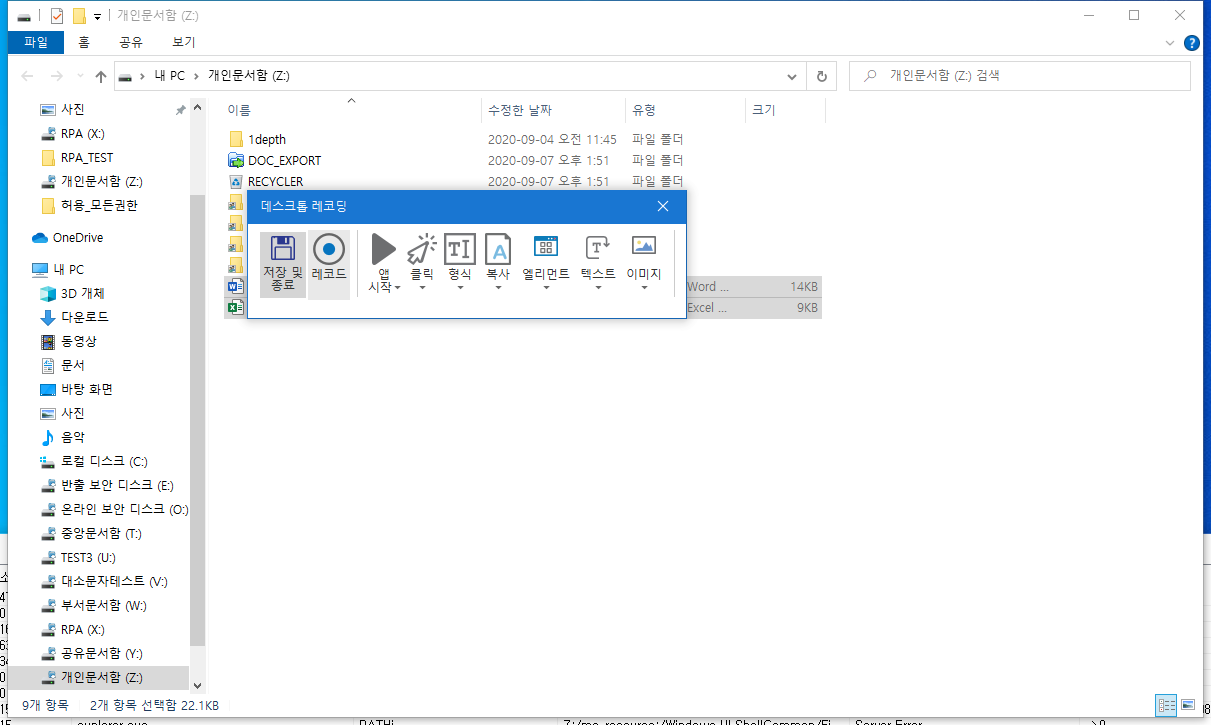 개인문서함 (Z:)
파일 홈 공유 보기
내 PC > 개인문서함 (Z:)
개인문서함 (Z:) 검색
사진
RPA (X:)
RPA_TEST
개인문서함 (Z:)
허용_모든권한
OneDrive
내 PC
3D 개체
다운로드
동영상
문서
바탕 화면
사진
음악
로컬 디스크 (C:)
반출 보안 디스크 (E:)
온라인 보안 디스크 (O:)
중앙문서함 (T:)
TEST3 (U:)
대소문자테스트 (V:)
부서문서함 (W:)
RPA (X:)
공유문서함 (Y:)
개인문서함 (Z:)
이름 수정한 날짜 유형 크기
1depth 2020-09-04 오전 11:45 파일 폴더
DOC_EXPORT 2020-09-07 오후 1:51 파일 폴더
RECYCLER 2020-09-07 오후 1:51 파일 폴더
데스크톱 레코딩
저장 및 종료
레코드
앱 시작
클릭
형식
복사
엘리먼트
텍스트
이미지
Word ... 14KB
Excel ... 9KB
9개 항목 2개 항목 선택함 22.1KB